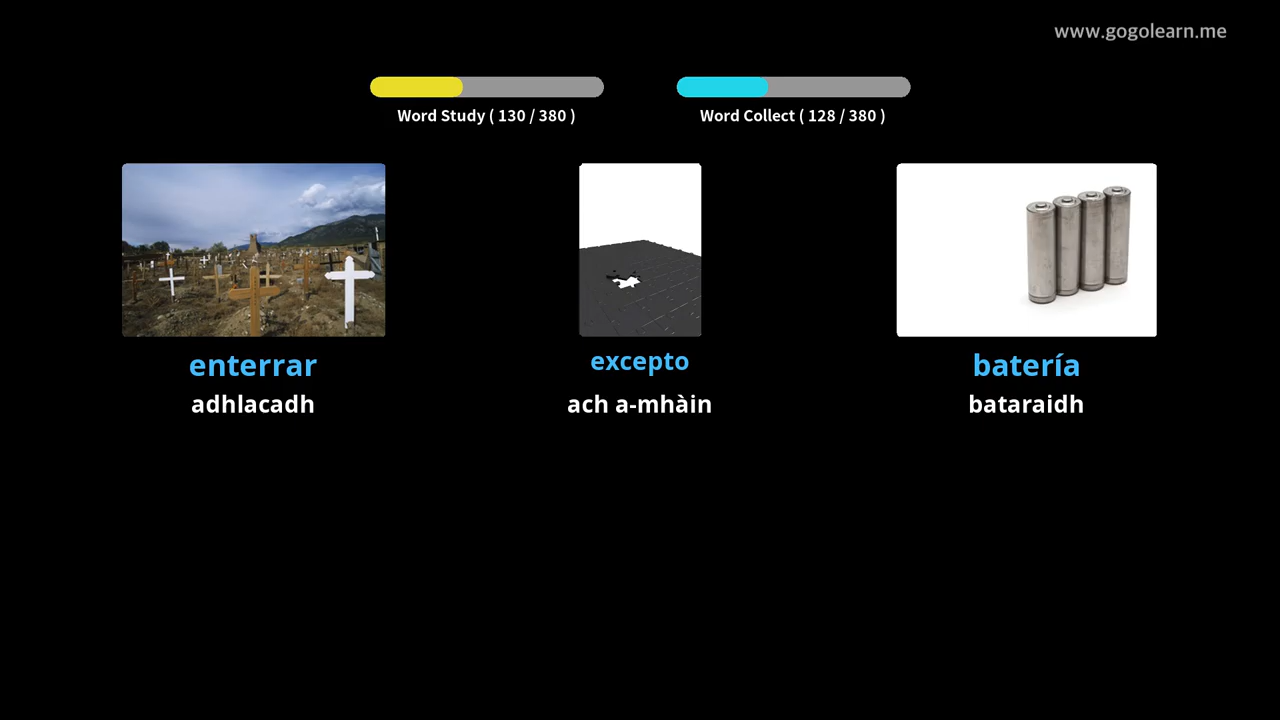 www.gogolearn.me
Word Study ( 130 / 380 )
Word Collect ( 128 / 380 )
enterrar
adhlacadh
excepto
ach a-mhàin
batería
bataraidh